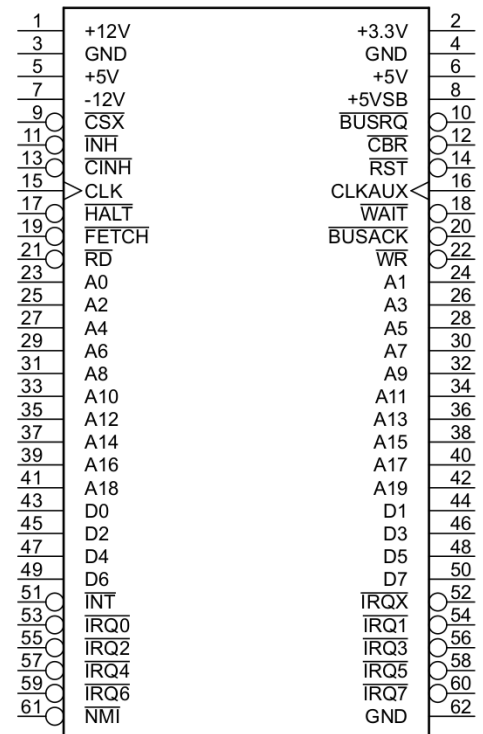 1 +12V +3.3V 2
3 GND GND 4
5 +5V +5V 6
7 -12V +5VSB 8
9 CSX BUSRQ 10
11 INH CBR 12
13 CINH RST 14
15 CLK CLKAUX 16
17 HALT WAIT 18
19 FETCH BUSACK 20
21 RD WR 22
23 A0 A1 24
25 A2 A3 26
27 A4 A5 28
29 A6 A7 30
31 A8 A9 32
33 A10 A11 34
35 A12 A13 36
37 A14 A15 38
39 A16 A17 40
41 A18 A19 42
43 D0 D1 44
45 D2 D3 46
47 D4 D5 48
49 D6 D7 50
51 INT IRQX 52
53 IRQ0 IRQ1 54
55 IRQ2 IRQ3 56
57 IRQ4 IRQ5 58
59 IRQ6 IRQ7 60
61 NMI GND 62